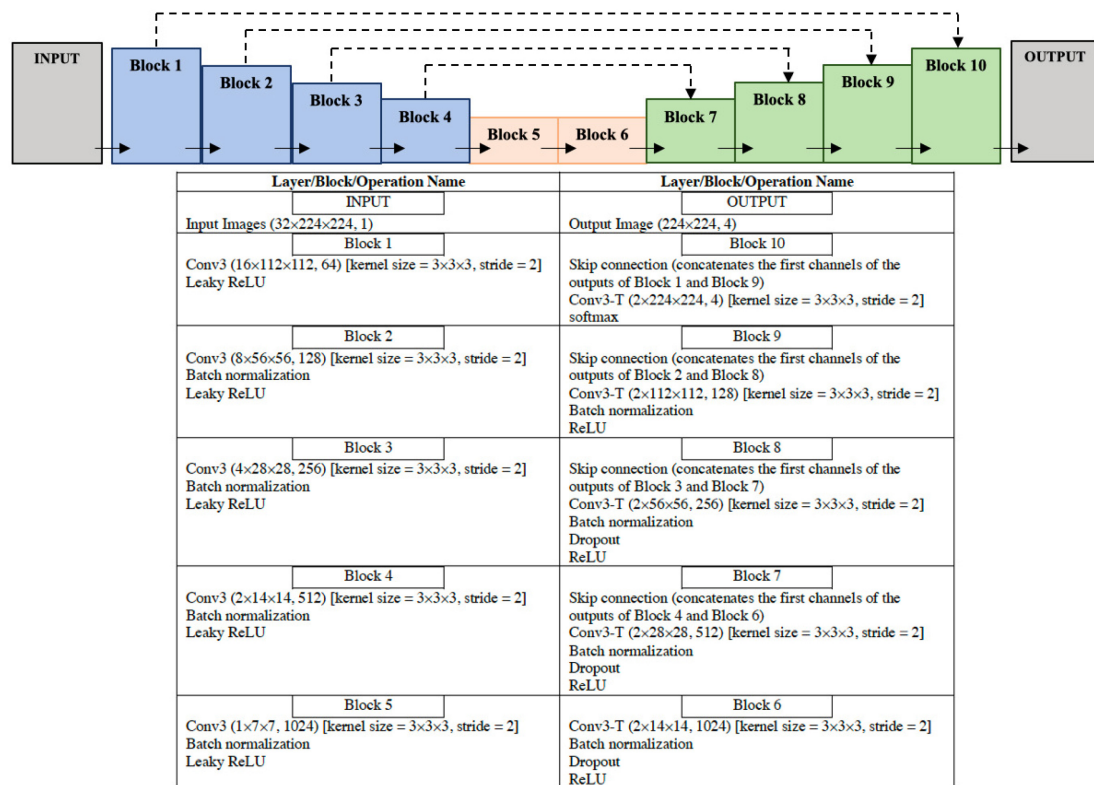 INPUT
Block 1
Block 2
Block 3
Block 4
Block 5
Block 6
Block 7
Block 8
Block 9
Block 10
OUTPUT
Layer/Block/Operation Name
Layer/Block/Operation Name
INPUT
Input Images (32×224×224, 1)
OUTPUT
Output Image (224×224, 4)
Block 1
Conv3 (16×112×112, 64) [kernel size = 3×3×3, stride = 2]
Leaky ReLU
Block 10
Skip connection (concatenates the first channels of the
outputs of Block 1 and Block 9)
Conv3-T (2×224×224, 4) [kernel size = 3×3×3, stride = 2]
softmax
Block 2
Conv3 (8×56×56, 128) [kernel size = 3×3×3, stride = 2]
Batch normalization
Leaky ReLU
Block 9
Skip connection (concatenates the first channels of the
outputs of Block 2 and Block 8)
Conv3-T (2×112×112, 128) [kernel size = 3×3×3, stride = 2]
Batch normalization
ReLU
Block 3
Conv3 (4×28×28, 256) [kernel size = 3×3×3, stride = 2]
Batch normalization
Leaky ReLU
Block 8
Skip connection (concatenates the first channels of the
outputs of Block 3 and Block 7)
Conv3-T (2×56×56, 256) [kernel size = 3×3×3, stride = 2]
Batch normalization
Dropout
ReLU
Block 4
Conv3 (2×14×14, 512) [kernel size = 3×3×3, stride = 2]
Batch normalization
Leaky ReLU
Block 7
Skip connection (concatenates the first channels of the
outputs of Block 4 and Block 6)
Conv3-T (2×28×28, 512) [kernel size = 3×3×3, stride = 2]
Batch normalization
Dropout
ReLU
Block 5
Conv3 (1×7×7, 1024) [kernel size = 3×3×3, stride = 2]
Batch normalization
Leaky ReLU
Block 6
Conv3-T (2×14×14, 1024) [kernel size = 3×3×3, stride = 2]
Batch normalization
Dropout
ReLU